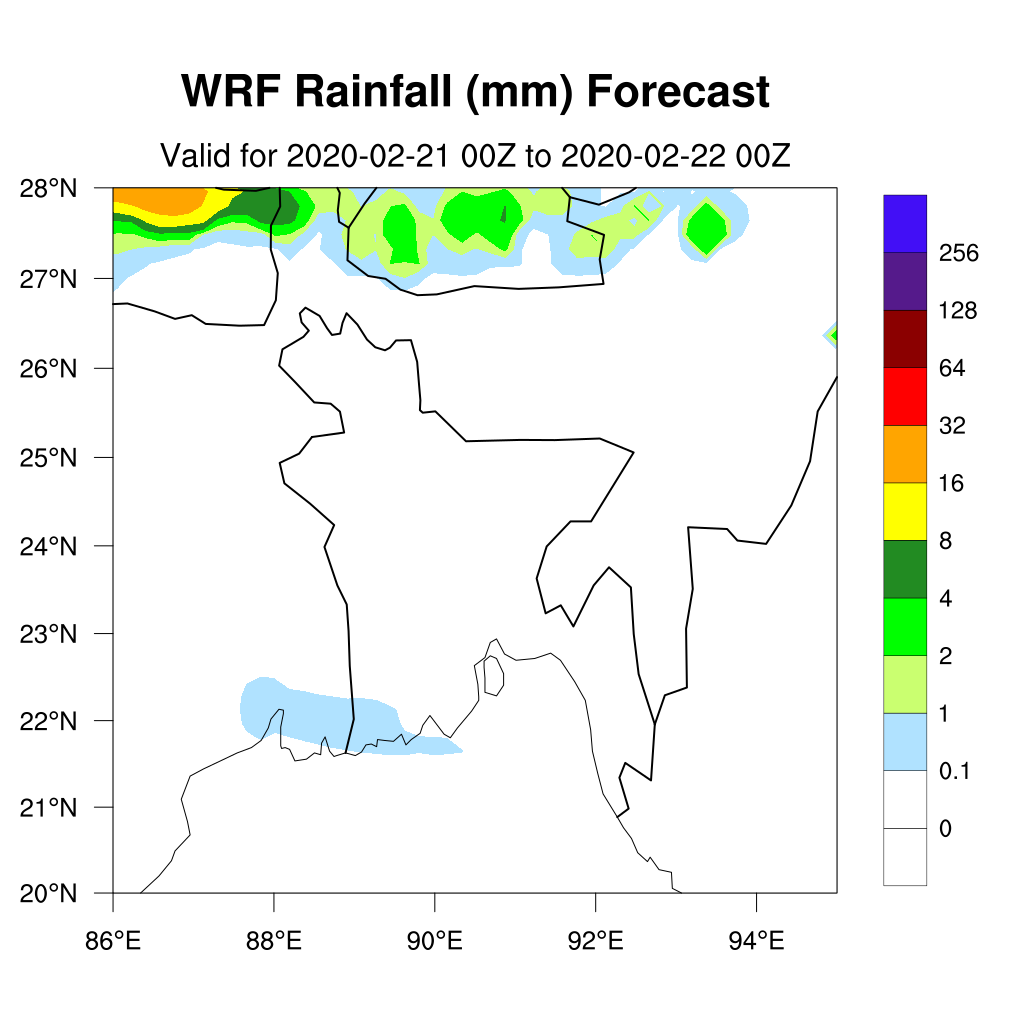 WRF Rainfall (mm) Forecast
Valid for 2020-02-21 00Z to 2020-02-22 00Z
28°N
27°N
26°N
25°N
24°N
23°N
22°N
21°N
20°N
86°E 88°E 90°E 92°E 94°E
256
128
64
32
16
8
4
2
1
0.1
0